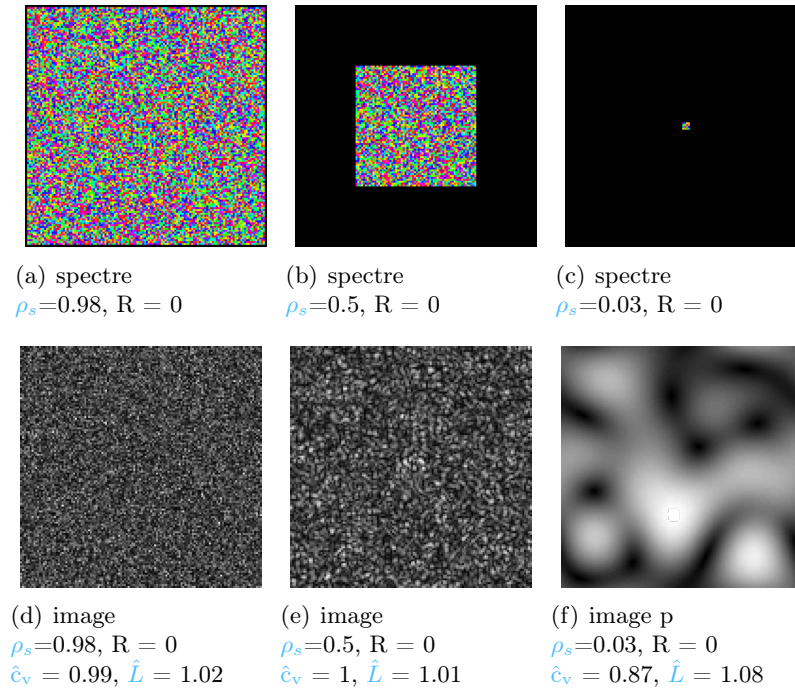 (a) spectre
ρₛ=0.98, R = 0
(b) spectre
ρₛ=0.5, R = 0
(c) spectre
ρₛ=0.03, R = 0
(d) image
ρₛ=0.98, R = 0
ĉᵥ = 0.99, L̂ = 1.02
(e) image
ρₛ=0.5, R = 0
ĉᵥ = 1, L̂ = 1.01
(f) image p
ρₛ=0.03, R = 0
ĉᵥ = 0.87, L̂ = 1.08